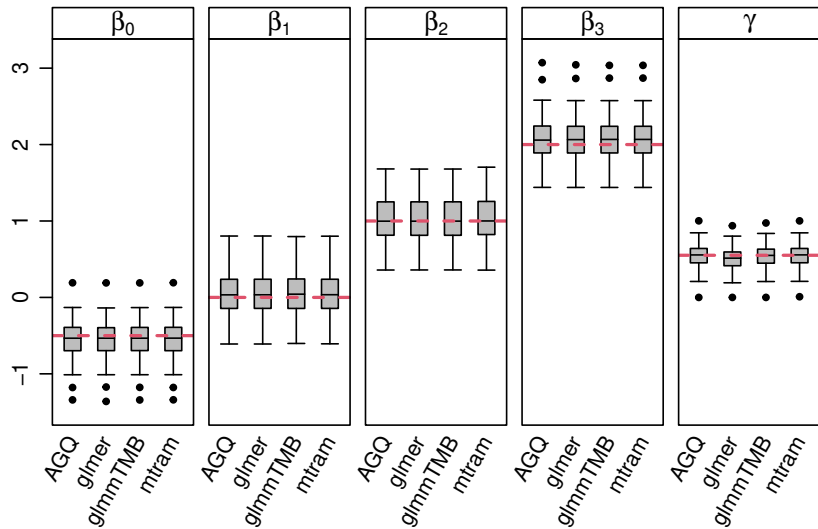 β₀ β₁ β₂ β₃ γ
3
2
1
0
−1
AGQ glmer glmmTMB mtram AGQ glmer glmmTMB mtram AGQ glmer glmmTMB mtram AGQ glmer glmmTMB mtram AGQ glmer glmmTMB mtram